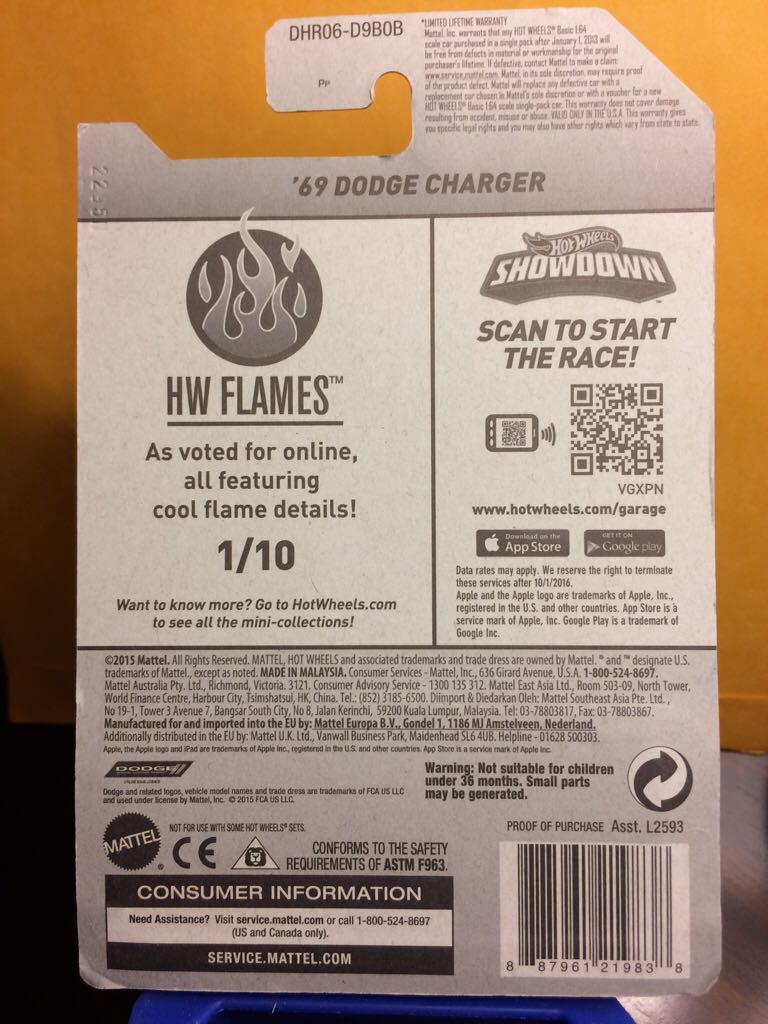 DHR06-D9B0B
PP
*LIMITED LIFETIME WARRANTY
Mattel, Inc. warrants that any HOT WHEELS® Basic 1:64
scale car purchased in a single pack after January 1, 2013 will
be free from defects in material or workmanship for the original
purchaser's lifetime. If defective, contact Mattel to make a claim:
www.service.mattel.com. Mattel, in its sole discretion, may require proof
of the product defect. Mattel will replace any defective car with a
replacement car chosen in Mattel's sole discretion or with a voucher for a new
HOT WHEELS® Basic 1:64 scale single-pack car. This warranty does not cover damage
resulting from accident, misuse or abuse. VALID ONLY IN THE U.S.A. This warranty gives
you specific legal rights and you may also have other rights which vary from state to state.
'69 DODGE CHARGER
HW FLAMES™
As voted for online,
all featuring
cool flame details!
1/10
Want to know more? Go to HotWheels.com
to see all the mini-collections!
HOT WHEELS
SHOWDOWN™
SCAN TO START
THE RACE!
VGXPN
www.hotwheels.com/garage
Download on the
App Store
GET IT ON
Google play
Data rates may apply. We reserve the right to terminate
these services after 10/1/2016.
Apple and the Apple logo are trademarks of Apple, Inc.,
registered in the U.S. and other countries. App Store is a
service mark of Apple, Inc. Google Play is a trademark of
Google Inc.
©2015 Mattel. All Rights Reserved. MATTEL, HOT WHEELS and associated trademarks and trade dress are owned by Mattel. ® and ™ designate U.S.
trademarks of Mattel, except as noted. MADE IN MALAYSIA. Consumer Services - Mattel, Inc., 636 Girard Avenue, U.S.A. 1-800-524-8697.
Mattel Australia Pty. Ltd., Richmond, Victoria. 3121. Consumer Advisory Service - 1300 135 312. Mattel East Asia Ltd., Room 503-09, North Tower,
World Finance Centre, Harbour City, Tsimshatsui, HK, China. Tel.: (852) 3185-6500. Diimport & Diedarkan Oleh: Mattel Southeast Asia Pte. Ltd.,
No 19-1, Tower 3 Avenue 7, Bangsar South City, No 8, Jalan Kerinchi, 59200 Kuala Lumpur, Malaysia. Tel: 03-78803817, Fax: 03-78803867.
Manufactured for and imported into the EU by: Mattel Europa B.V., Gondel 1, 1186 MJ Amstelveen, Nederland.
Additionally distributed in the EU by: Mattel U.K. Ltd., Vanwall Business Park, Maidenhead SL6 4UB. Helpline - 01628 500303.
Apple, the Apple logo and iPad are trademarks of Apple Inc., registered in the U.S. and other countries. App Store is a service mark of Apple Inc.
DODGE
Dodge and related logos, vehicle model names and trade dress are trademarks of FCA US LLC
and used under license by Mattel, Inc. © 2015 FCA US LLC.
Warning: Not suitable for children
under 36 months. Small parts
may be generated.
MATTEL®
NOT FOR USE WITH SOME HOT WHEELS® SETS.
CE
CONFORMS TO THE SAFETY
REQUIREMENTS OF ASTM F963.
PROOF OF PURCHASE Asst. L2593
CONSUMER INFORMATION
Need Assistance? Visit service.mattel.com or call 1-800-524-8697
(US and Canada only).
SERVICE.MATTEL.COM
8 87961 21983 8